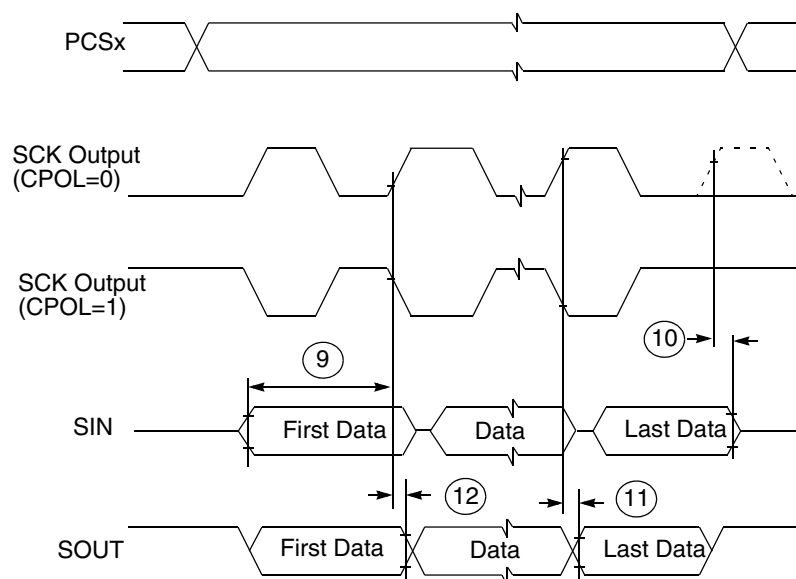 PCSx
SCK Output
(CPOL=0)
SCK Output
(CPOL=1)
10
9
SIN
First Data
Data
Last Data
12
11
SOUT
First Data
Data
Last Data